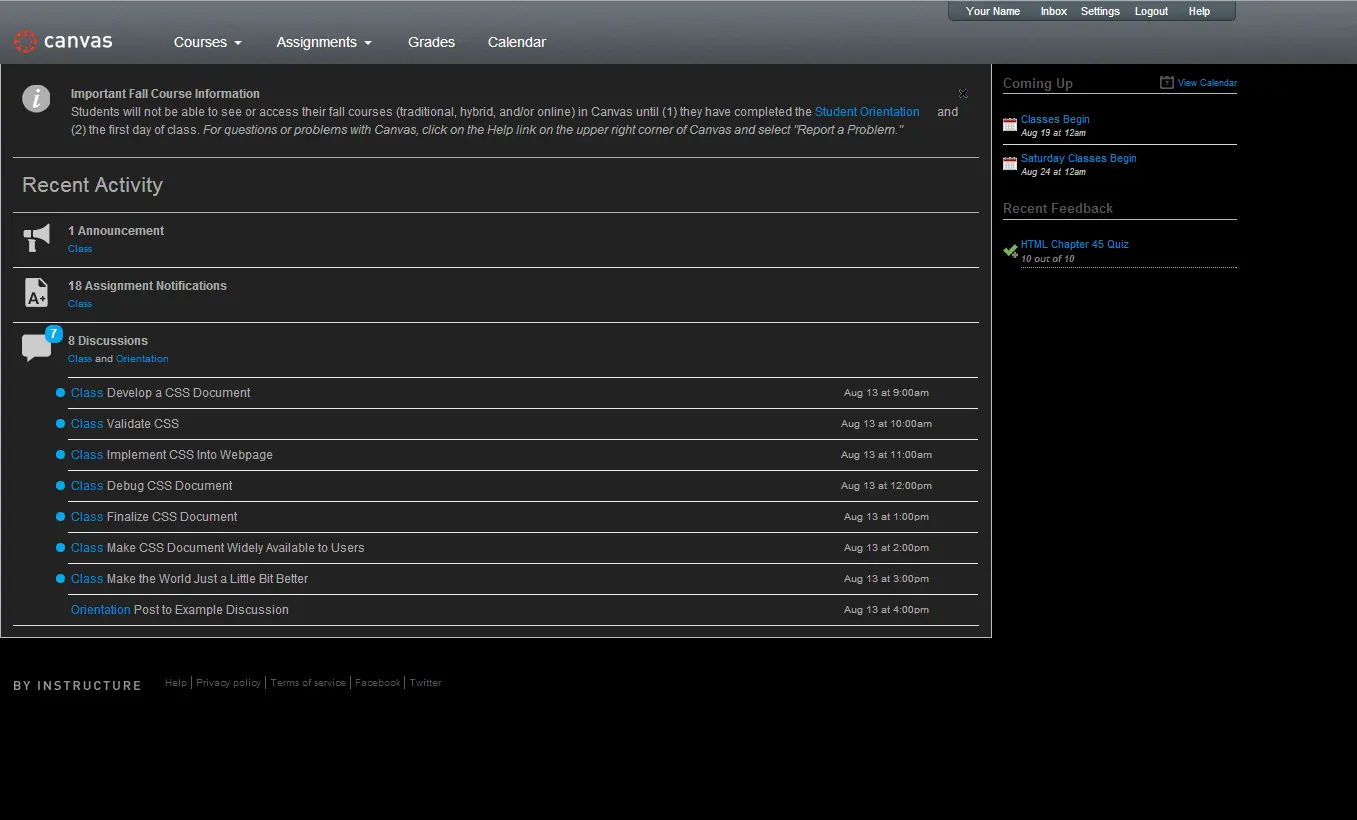 Your Name Inbox Settings Logout Help
canvas Courses Assignments Grades Calendar
Important Fall Course Information
Students will not be able to see or access their fall courses (traditional, hybrid, and/or online) in Canvas until (1) they have completed the Student Orientation and
(2) the first day of class. For questions or problems with Canvas, click on the Help link on the upper right corner of Canvas and select "Report a Problem."
Recent Activity
1 Announcement
Class
A+ 18 Assignment Notifications
Class
7
8 Discussions
Class and Orientation
Class Develop a CSS Document Aug 13 at 9:00am
Class Validate CSS Aug 13 at 10:00am
Class Implement CSS Into Webpage Aug 13 at 11:00am
Class Debug CSS Document Aug 13 at 12:00pm
Class Finalize CSS Document Aug 13 at 1:00pm
Class Make CSS Document Widely Available to Users Aug 13 at 2:00pm
Class Make the World Just a Little Bit Better Aug 13 at 3:00pm
Orientation Post to Example Discussion Aug 13 at 4:00pm
Coming Up View Calendar
Classes Begin
Aug 19 at 12am
Saturday Classes Begin
Aug 24 at 12am
Recent Feedback
HTML Chapter 45 Quiz
10 out of 10
BY INSTRUCTURE Help Privacy policy Terms of service Facebook Twitter